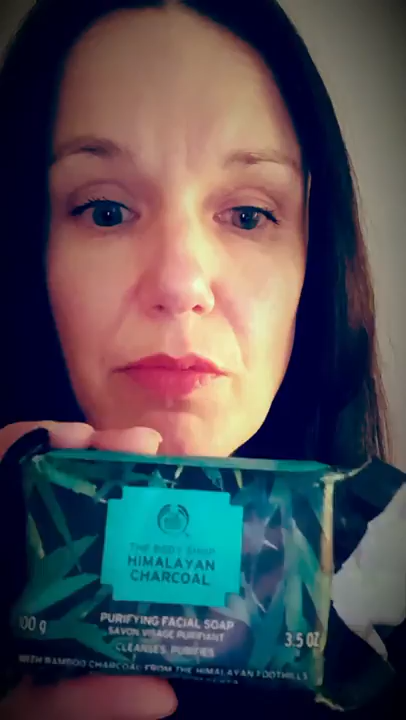 THE BODY SHOP
HIMALAYAN
CHARCOAL
100 g
PURIFYING FACIAL SOAP
SAVON VISAGE PURIFIANT
3.5 OZ
CLEANSES, PURIFIES
WITH BAMBOO CHARCOAL FROM THE HIMALAYAN FOOTHILLS